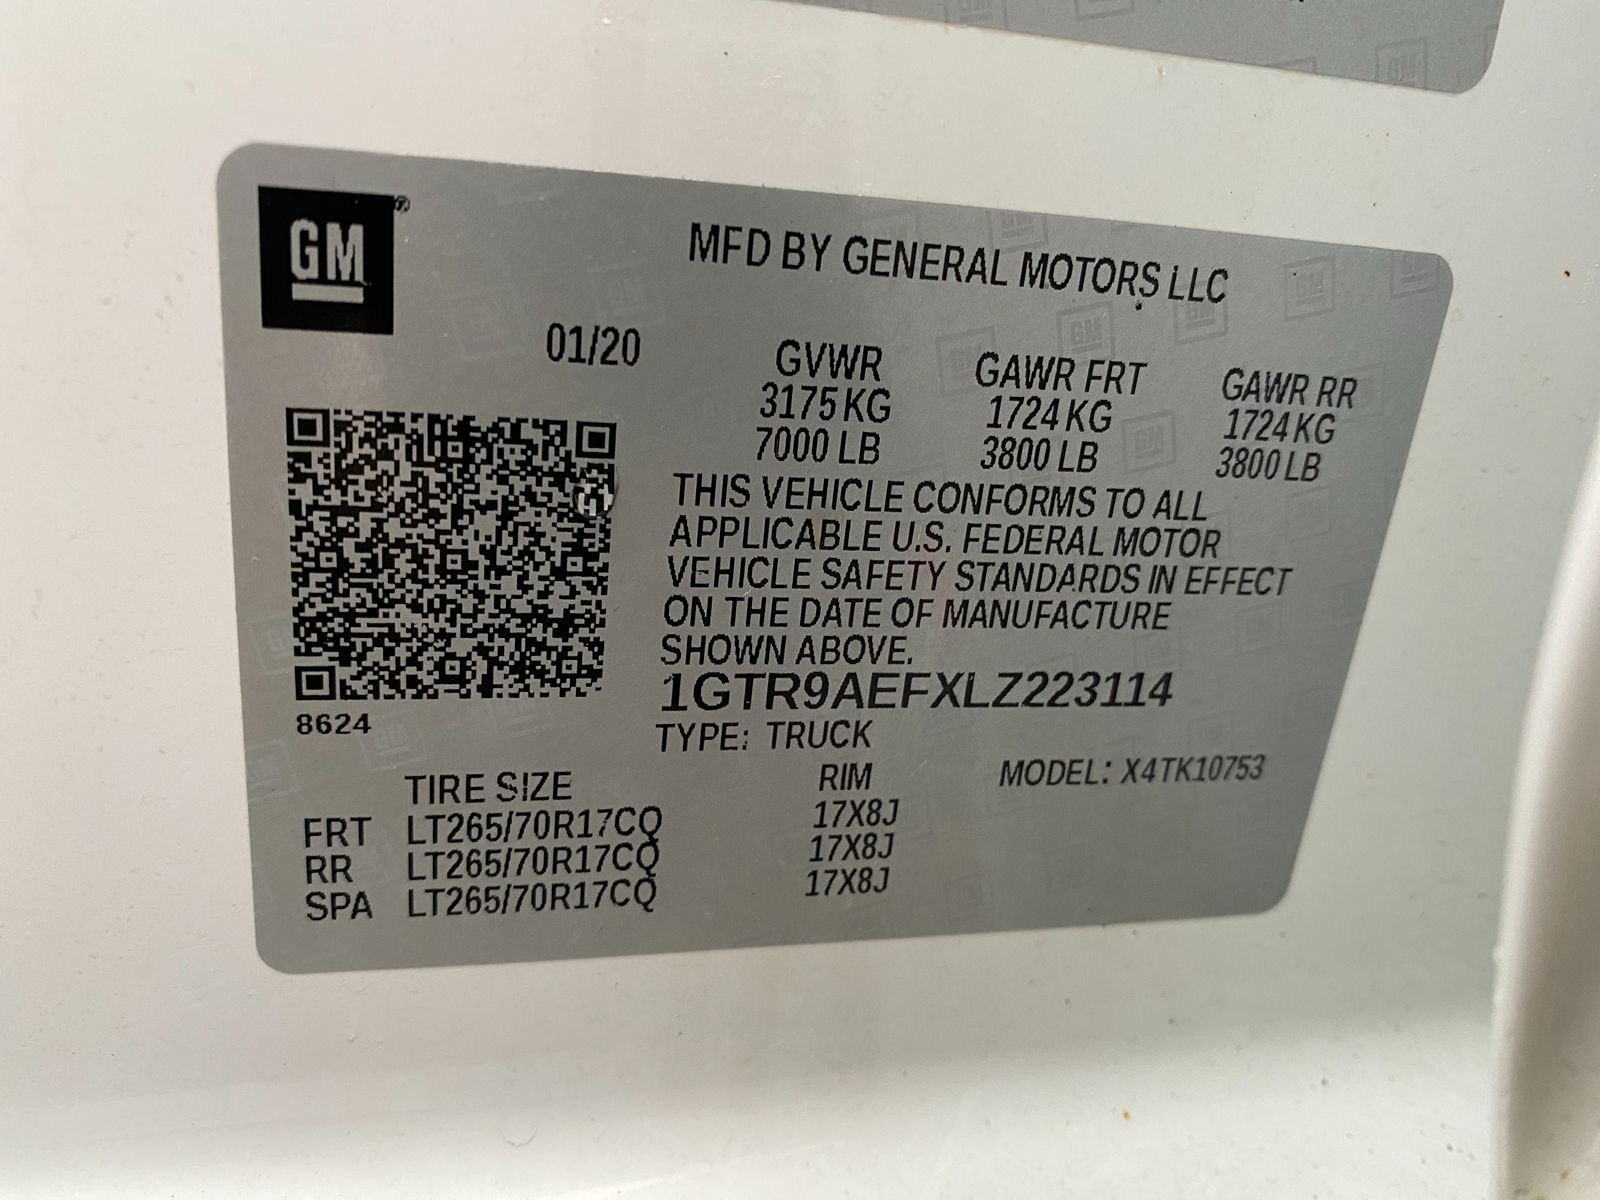 GM®
MFD BY GENERAL MOTORS LLC
01/20
GVWR GAWR FRT GAWR RR
3175 KG 1724 KG 1724 KG
7000 LB 3800 LB 3800 LB
THIS VEHICLE CONFORMS TO ALL
APPLICABLE U.S. FEDERAL MOTOR
VEHICLE SAFETY STANDARDS IN EFFECT
ON THE DATE OF MANUFACTURE
SHOWN ABOVE.
1GTR9AEFXLZ223114
8624
TYPE: TRUCK
TIRE SIZE RIM MODEL: X4TK10753
FRT LT265/70R17CQ 17X8J
RR LT265/70R17CQ 17X8J
SPA LT265/70R17CQ 17X8J